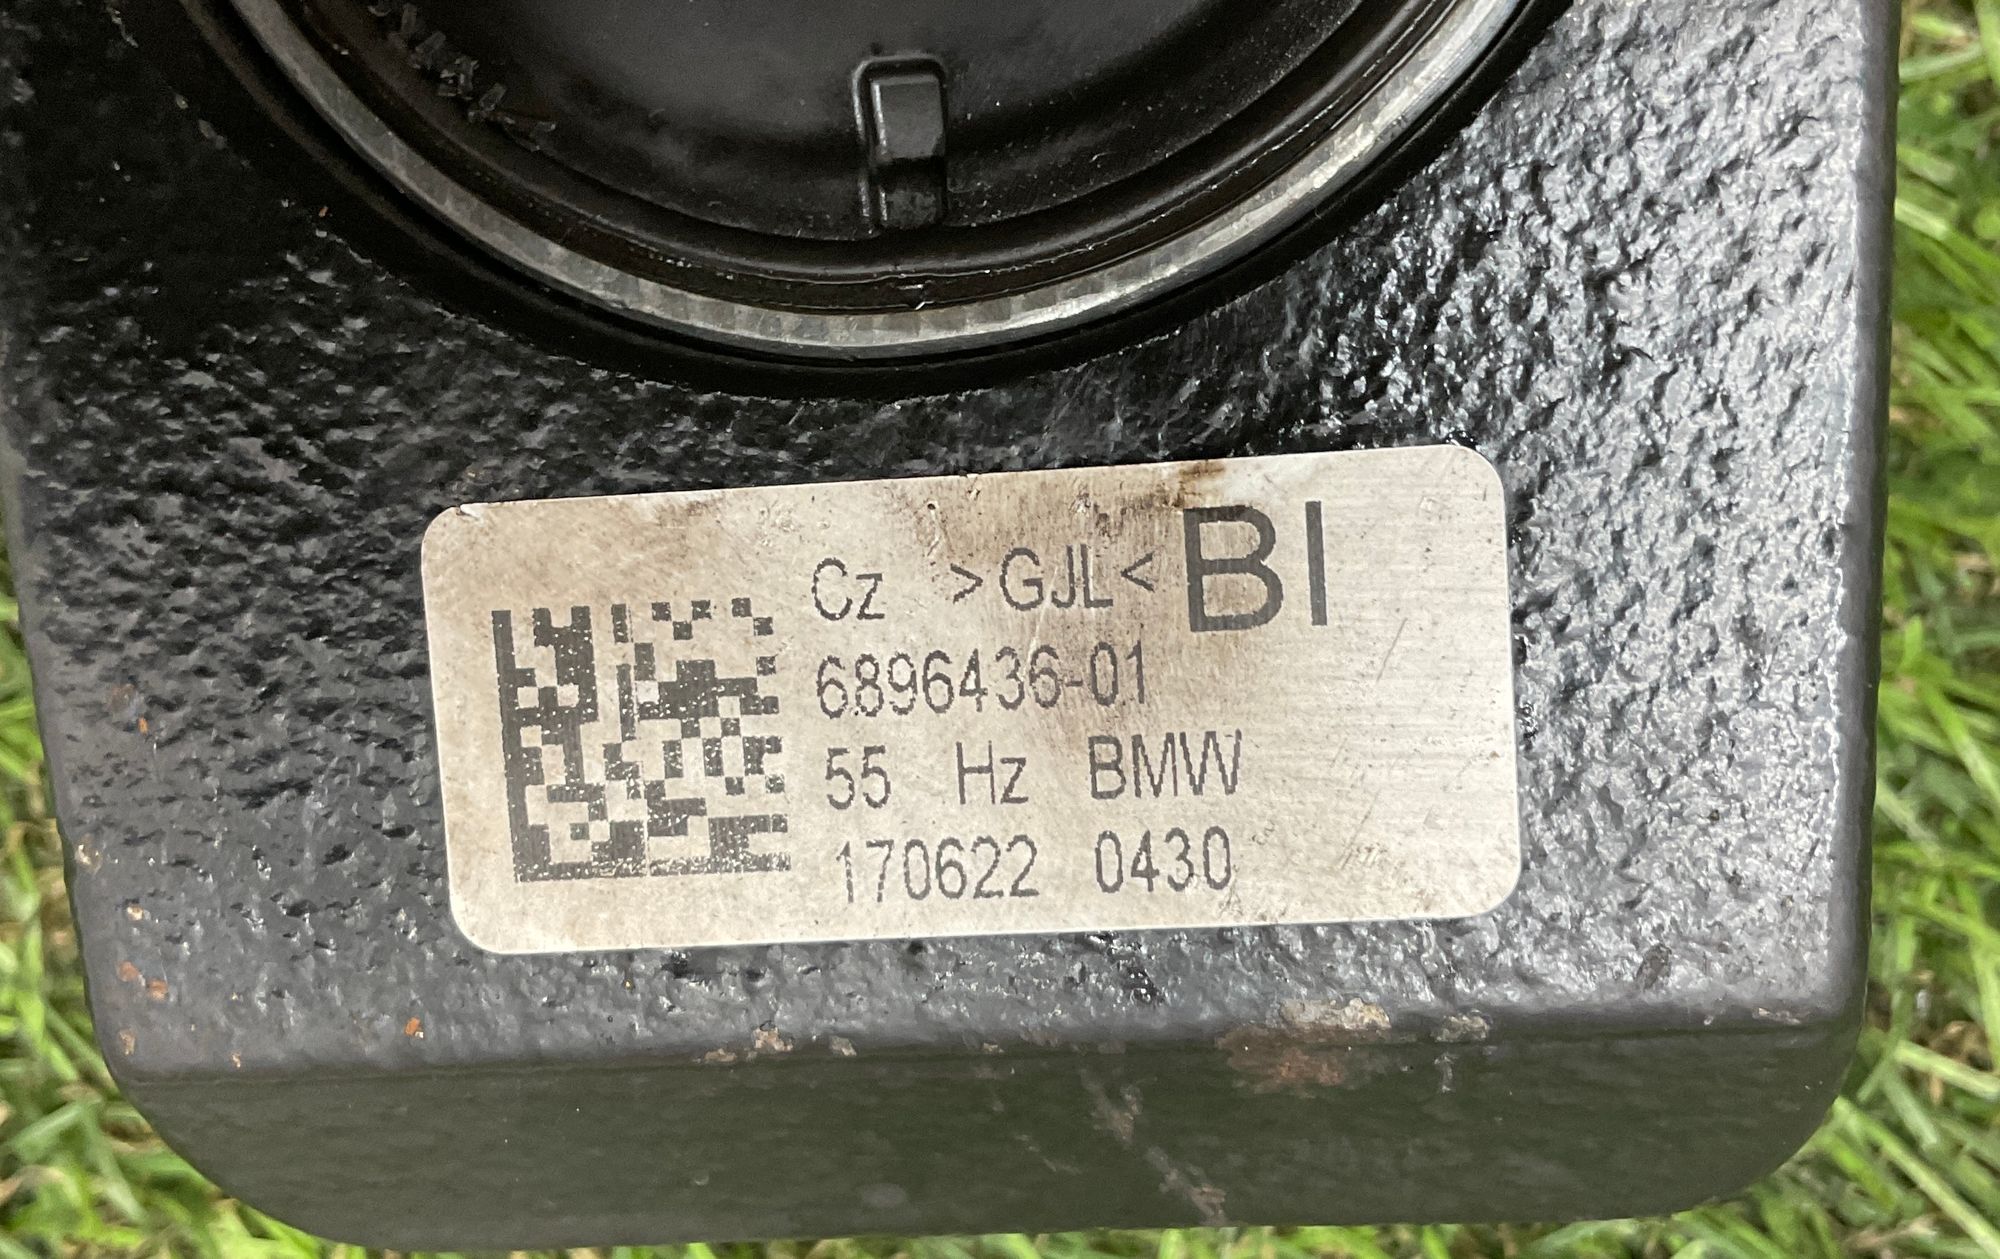 Cz >GJL< BI
6896436-01
55 Hz BMW
170622 0430